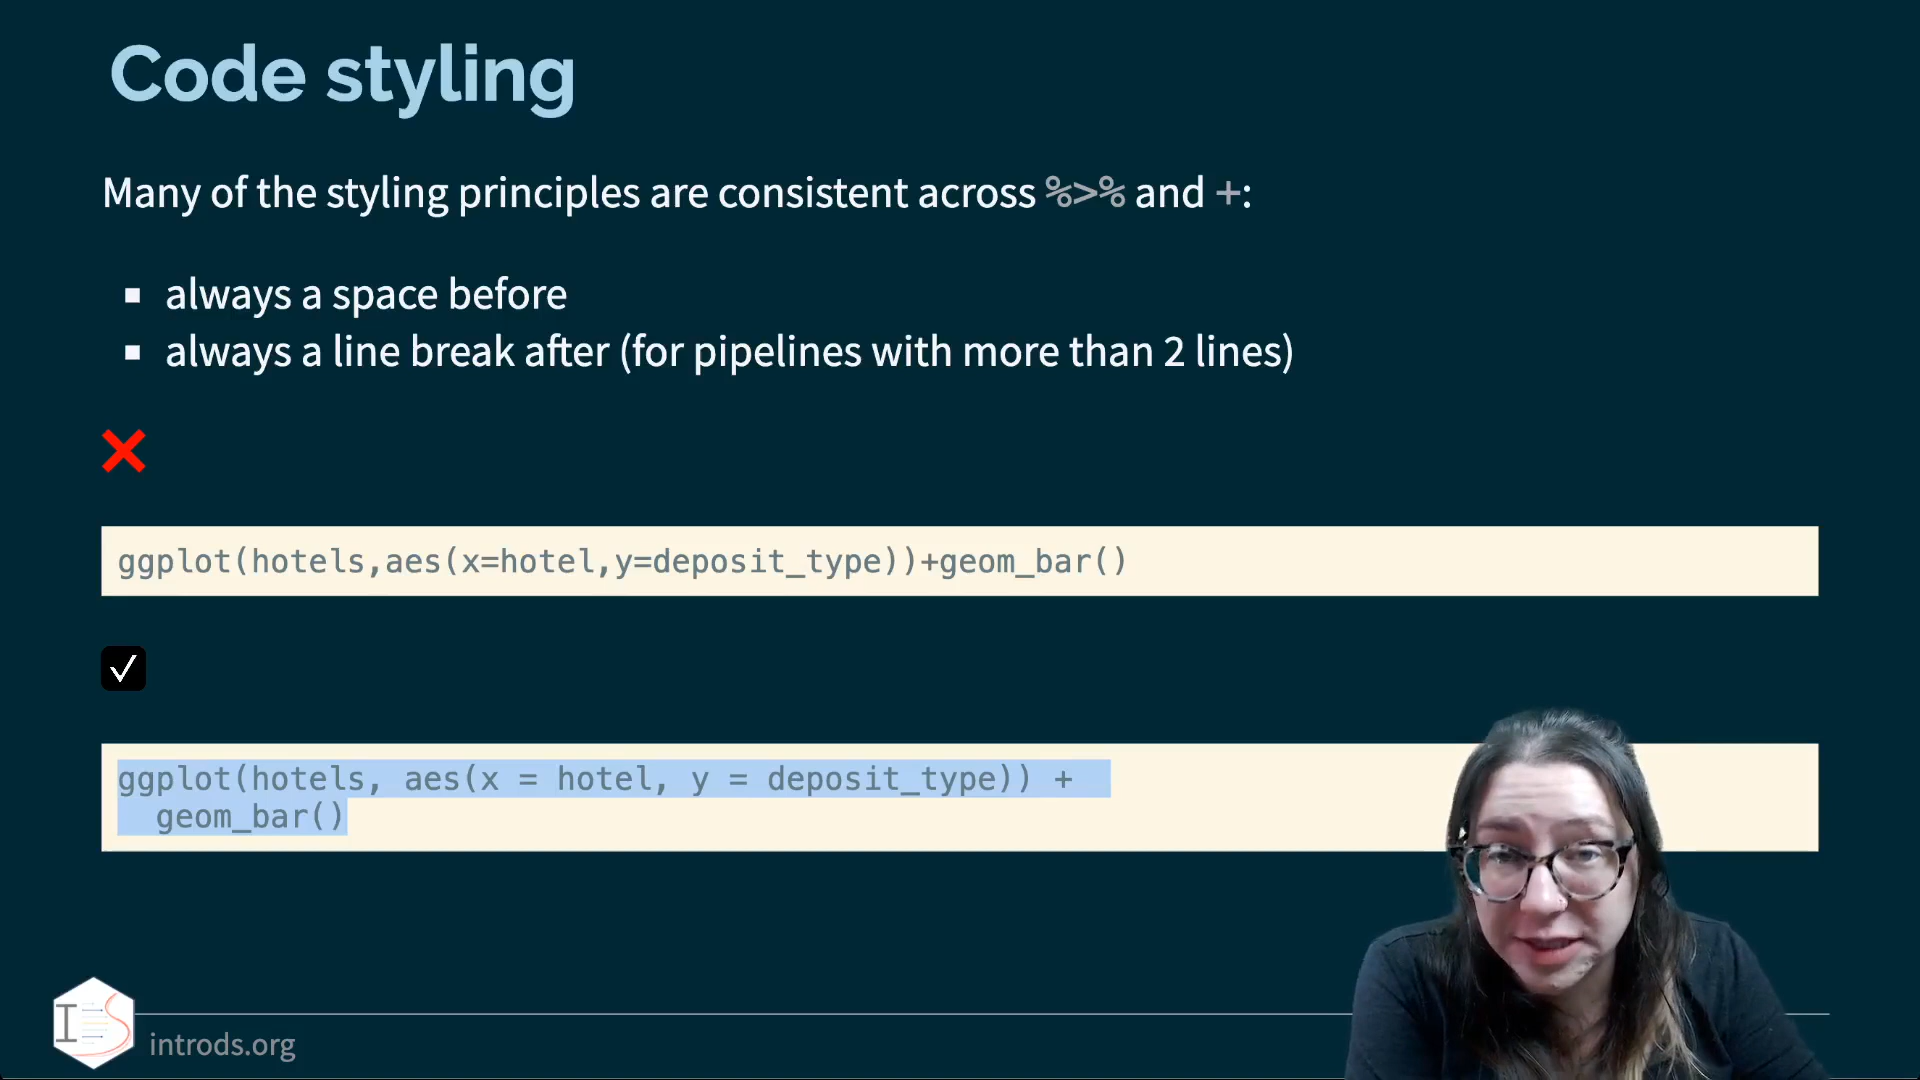 Code styling
Many of the styling principles are consistent across %>% and +:
always a space before
always a line break after (for pipelines with more than 2 lines)
ggplot(hotels,aes(x=hotel,y=deposit_type))+geom_bar()
ggplot(hotels, aes(x = hotel, y = deposit_type)) +
  geom_bar()
IDS
introds.org